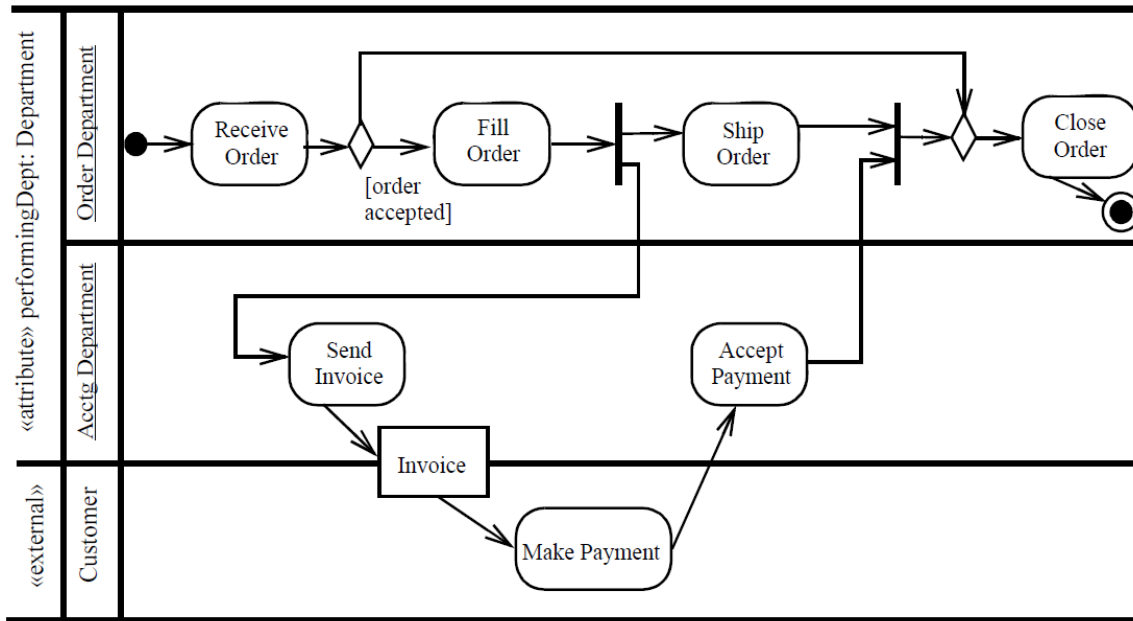 «attribute» performingDept: Department
Order Department
Receive
Order
[order
accepted]
Fill
Order
Ship
Order
Close
Order
Acctg Department
Send
Invoice
Accept
Payment
Invoice
«external»
Customer
Make Payment